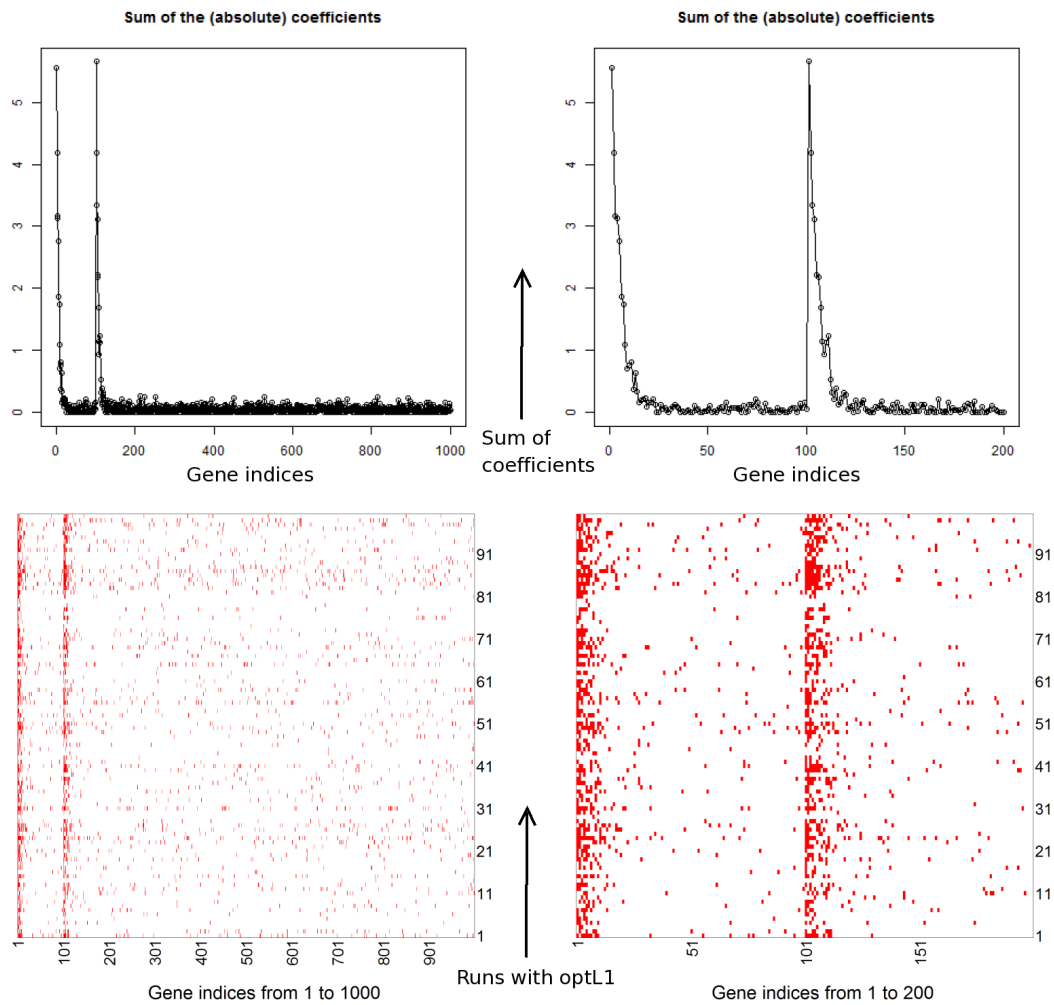 Sum of the (absolute) coefficients
Sum of the (absolute) coefficients
5
4
3
2
1
0
0 200 400 600 800 1000
Gene indices
5
4
3
2
1
0
0 50 100 150 200
Gene indices
Sum of
coefficients
91
81
71
61
51
41
31
21
11
1
1 101 201 301 401 501 601 701 801 901
Gene indices from 1 to 1000
91
81
71
61
51
41
31
21
11
1
1 51 101 151
Gene indices from 1 to 200
Runs with optL1